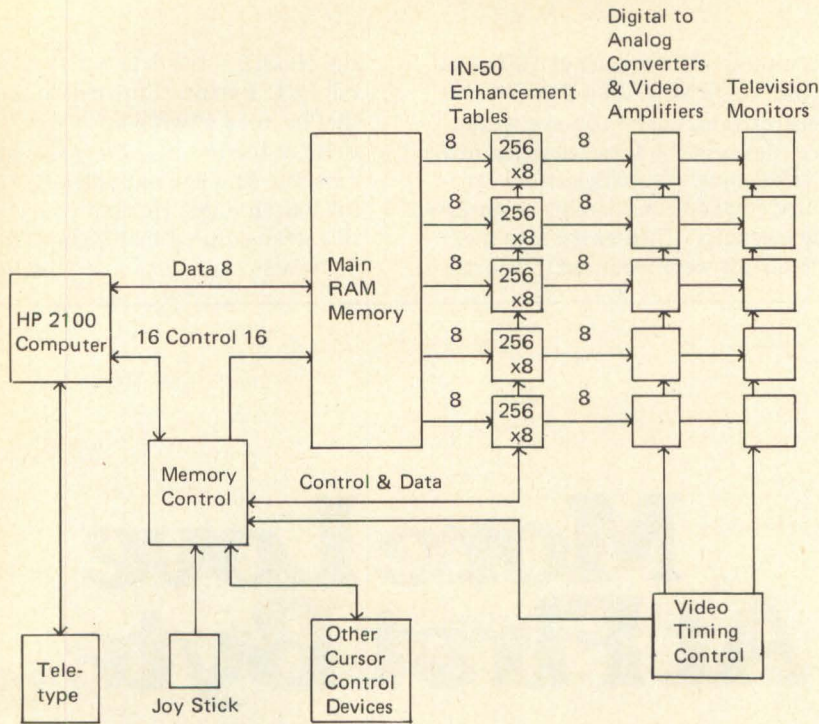 Digital to
Analog
Converters
& Video
Amplifiers
IN-50
Enhancement
Tables
Television
Monitors
8
256
x8
8
8
256
x8
8
8
256
x8
8
8
256
x8
8
8
256
x8
8
Main
RAM
Memory
Data 8
HP 2100
Computer
16 Control 16
Memory
Control
Control & Data
Tele-
type
Joy Stick
Other
Cursor
Control
Devices
Video
Timing
Control